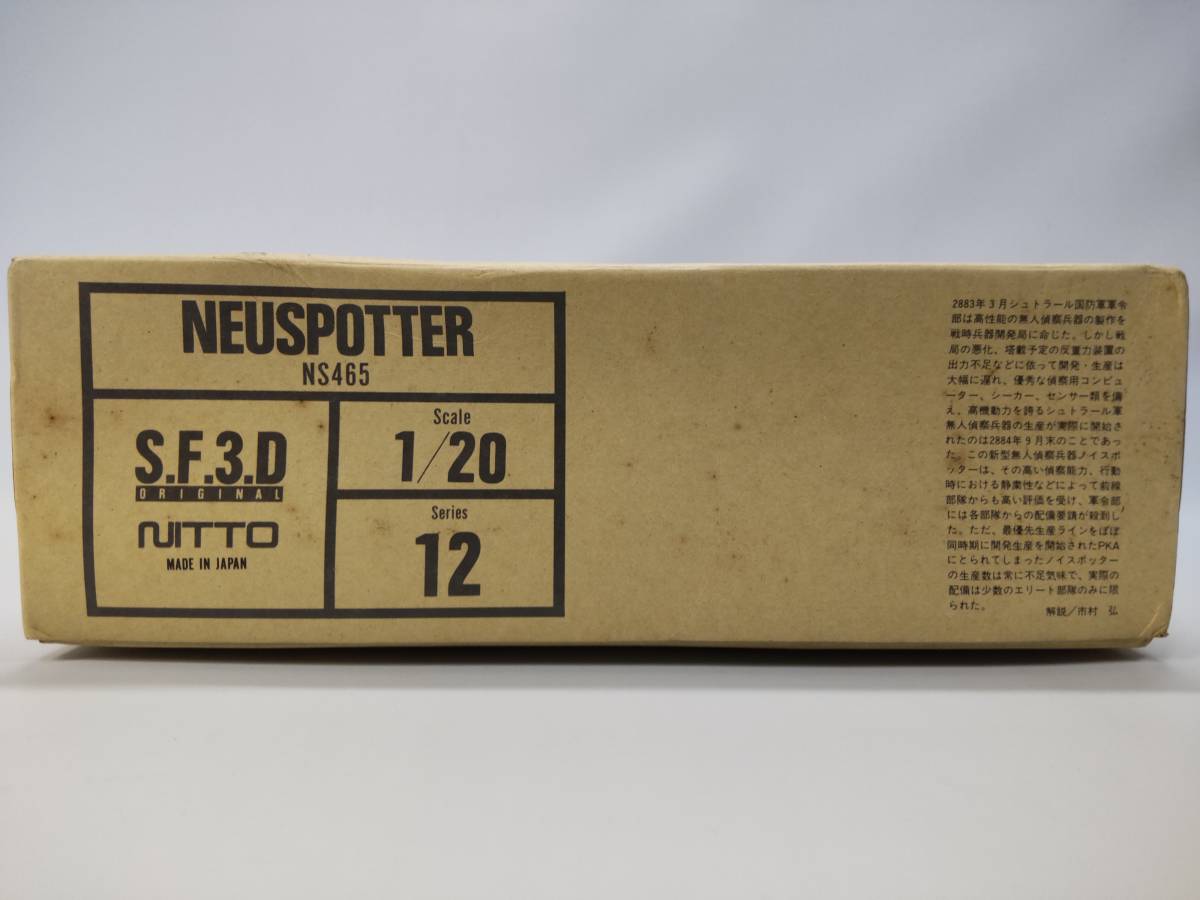 NEUSPOTTER
NS465
S.F.3.D
ORIGINAL
NITTO
MADE IN JAPAN
Scale
1/20
Series
12
2883年3月シュトラール国防軍軍令
部は高性能の無人偵察兵器の製作を
戦時兵器開発局に命じた。しかし戦
局の悪化、塔載予定の反重力装置の
出力不足などに依って開発・生産は
大幅に遅れ、優秀な偵察用コンピュ
ーター、シーカー、センサー類を備
え、高機動力を誇るシュトラール軍
無人偵察兵器の生産が実際に開始さ
れたのは2884年9月末のことであっ
た。この新型無人偵察兵器ノイスポ
ッターは、その高い偵察能力、行動
時における静粛性などによって前線
部隊からも高い評価を受け、軍令部
には各部隊からの配備要請が殺到し
た。ただ、最優先生産ラインをほぼ
同時期に開発生産を開始されたPKA
にとられてしまったノイスポッター
の生産数は常に不足気味で、実際の
配備は少数のエリート部隊のみに限
られた。
解説/市村 弘